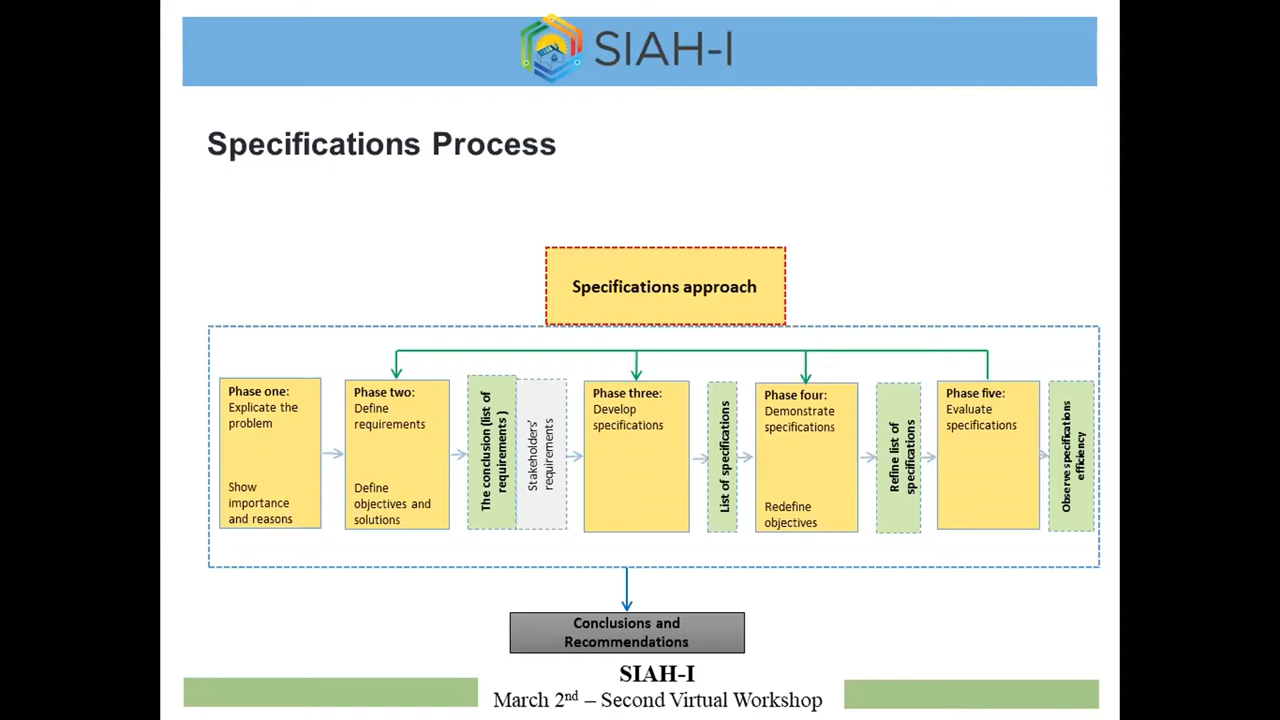 SIAH-I
Specifications Process
Specifications approach
Phase one:
Explicate the
problem
Show
importance
and reasons
Phase two:
Define
requirements
Define
objectives and
solutions
The conclusion (list of
requirements )
Stakeholders'
requirements
Phase three:
Develop
specifications
List of specifications
Phase four:
Demonstrate
specifications
Redefine
objectives
Refine list of
specifications
Phase five:
Evaluate
specifications
Observe specifications
efficiency
Conclusions and
Recommendations
SIAH-I
March 2nd – Second Virtual Workshop